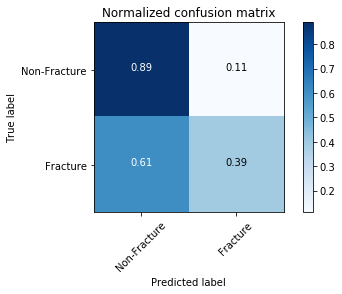 Normalized confusion matrix
True label
Non-Fracture
Fracture
0.89
0.11
0.61
0.39
Non-Fracture
Fracture
Predicted label
0.8
0.7
0.6
0.5
0.4
0.3
0.2